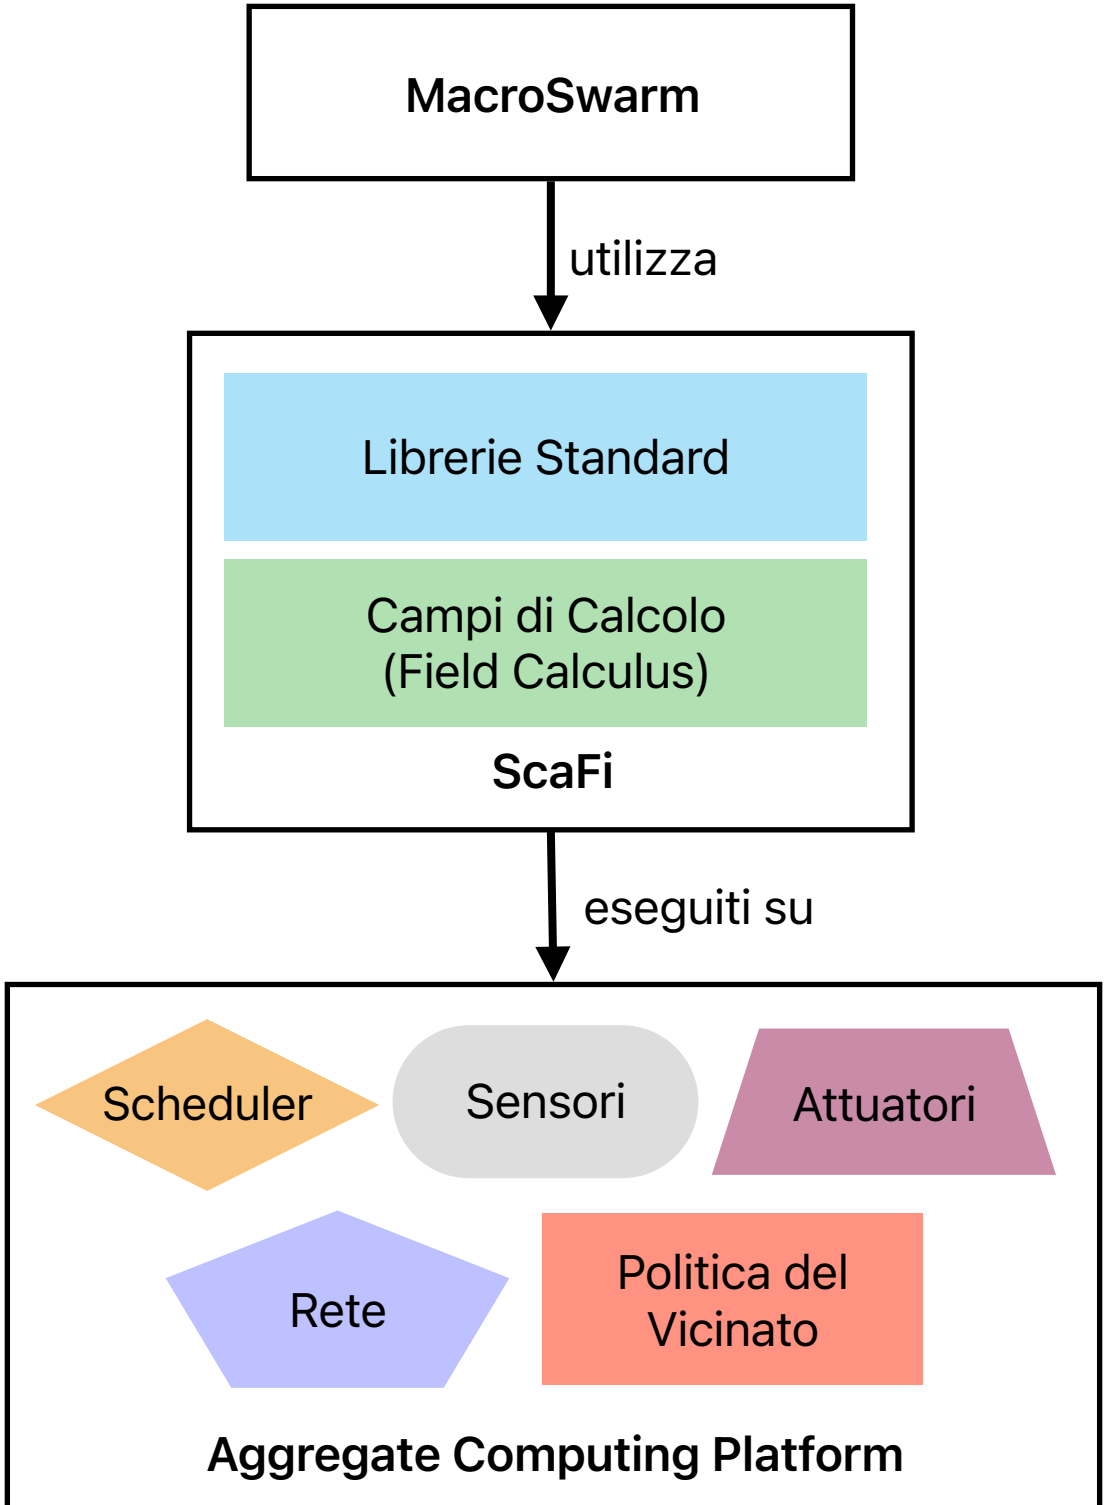 MacroSwarm
utilizza
Librerie Standard
Campi di Calcolo
(Field Calculus)
ScaFi
eseguiti su
Scheduler
Sensori
Attuatori
Rete
Politica del
Vicinato
Aggregate Computing Platform